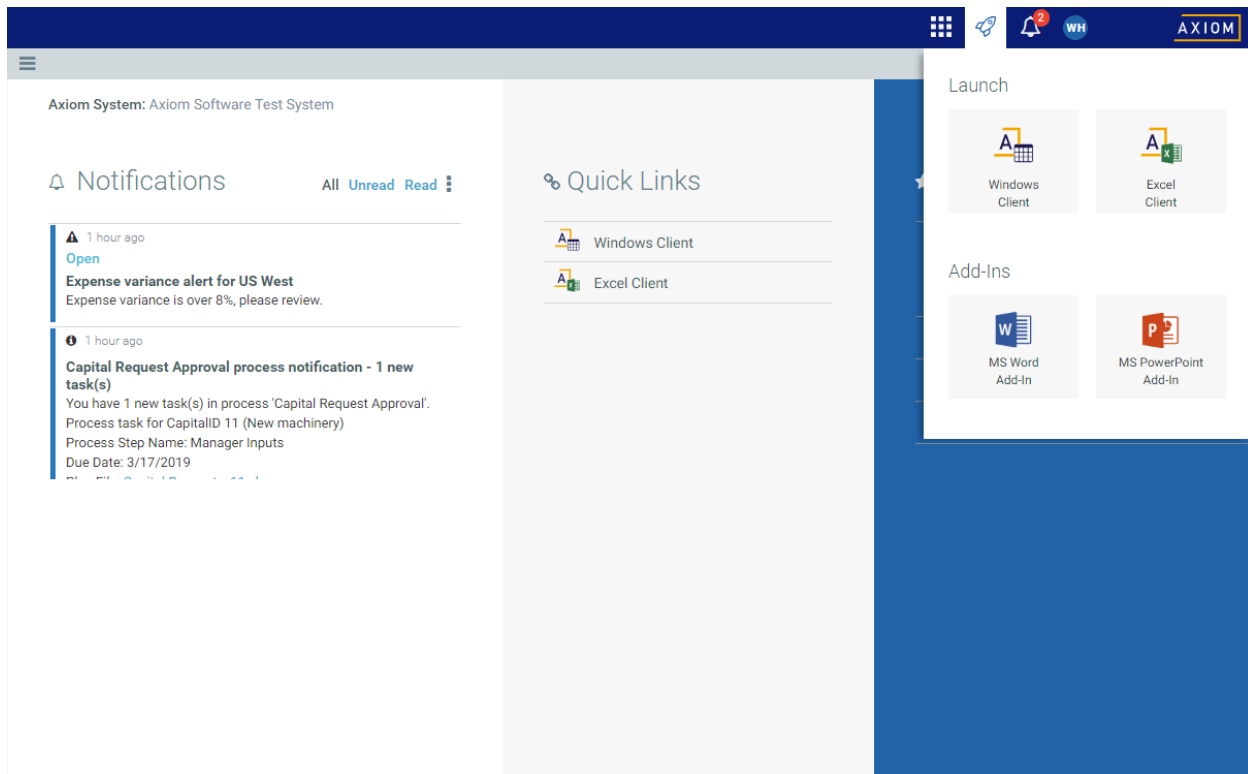 2
WH
AXIOM
Axiom System: Axiom Software Test System
Notifications
All Unread Read
1 hour ago
Open
Expense variance alert for US West
Expense variance is over 8%, please review.
1 hour ago
Capital Request Approval process notification - 1 new
task(s)
You have 1 new task(s) in process 'Capital Request Approval'.
Process task for CapitalID 11 (New machinery)
Process Step Name: Manager Inputs
Due Date: 3/17/2019
Quick Links
Windows Client
Excel Client
Launch
Windows
Client
Excel
Client
Add-Ins
MS Word
Add-In
MS PowerPoint
Add-In